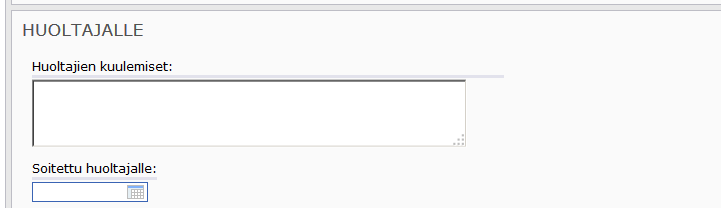 HUOLTAJALLE
Huoltajien kuulemiset:
Soitettu huoltajalle: